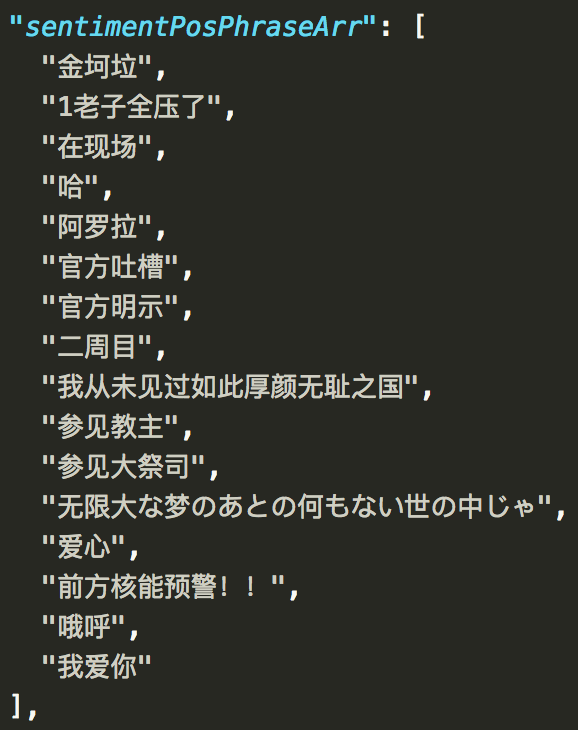 "sentimentPosPhraseArr": [
"金坷垃",
"1老子全压了",
"在现场",
"哈",
"阿罗拉",
"官方吐槽",
"官方明示",
"二周目",
"我从未见过如此厚颜无耻之国",
"参见教主",
"参见大祭司",
"无限大な梦のあとの何もない世の中じゃ",
"爱心",
"前方核能预警！！",
"哦呼",
"我爱你"
],